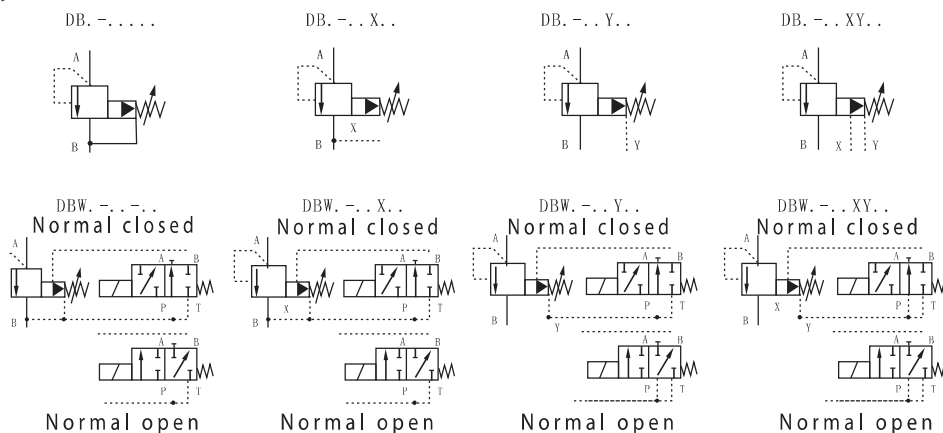 DB. -.....
DB. -..X..
DB. -..Y..
DB. -..XY..
A
A
A
A
B
X
B
B
Y
B
X
Y
DBW. -..-..
DBW. -..X..
DBW. -..Y..
DBW. -..XY..
Normal closed
Normal closed
Normal closed
Normal closed
A
A B
A
A B
A
A B
A
A B
B
P T
B
X
P T
B
Y
P T
B
X
Y
P T
A B
A B
A B
A B
P T
P T
P T
P T
Normal open
Normal open
Normal open
Normal open